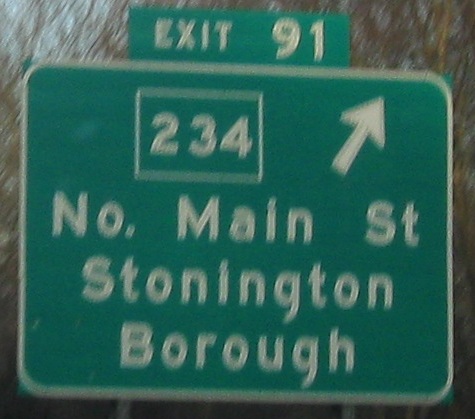 EXIT 91
234
No. Main St
Stonington
Borough